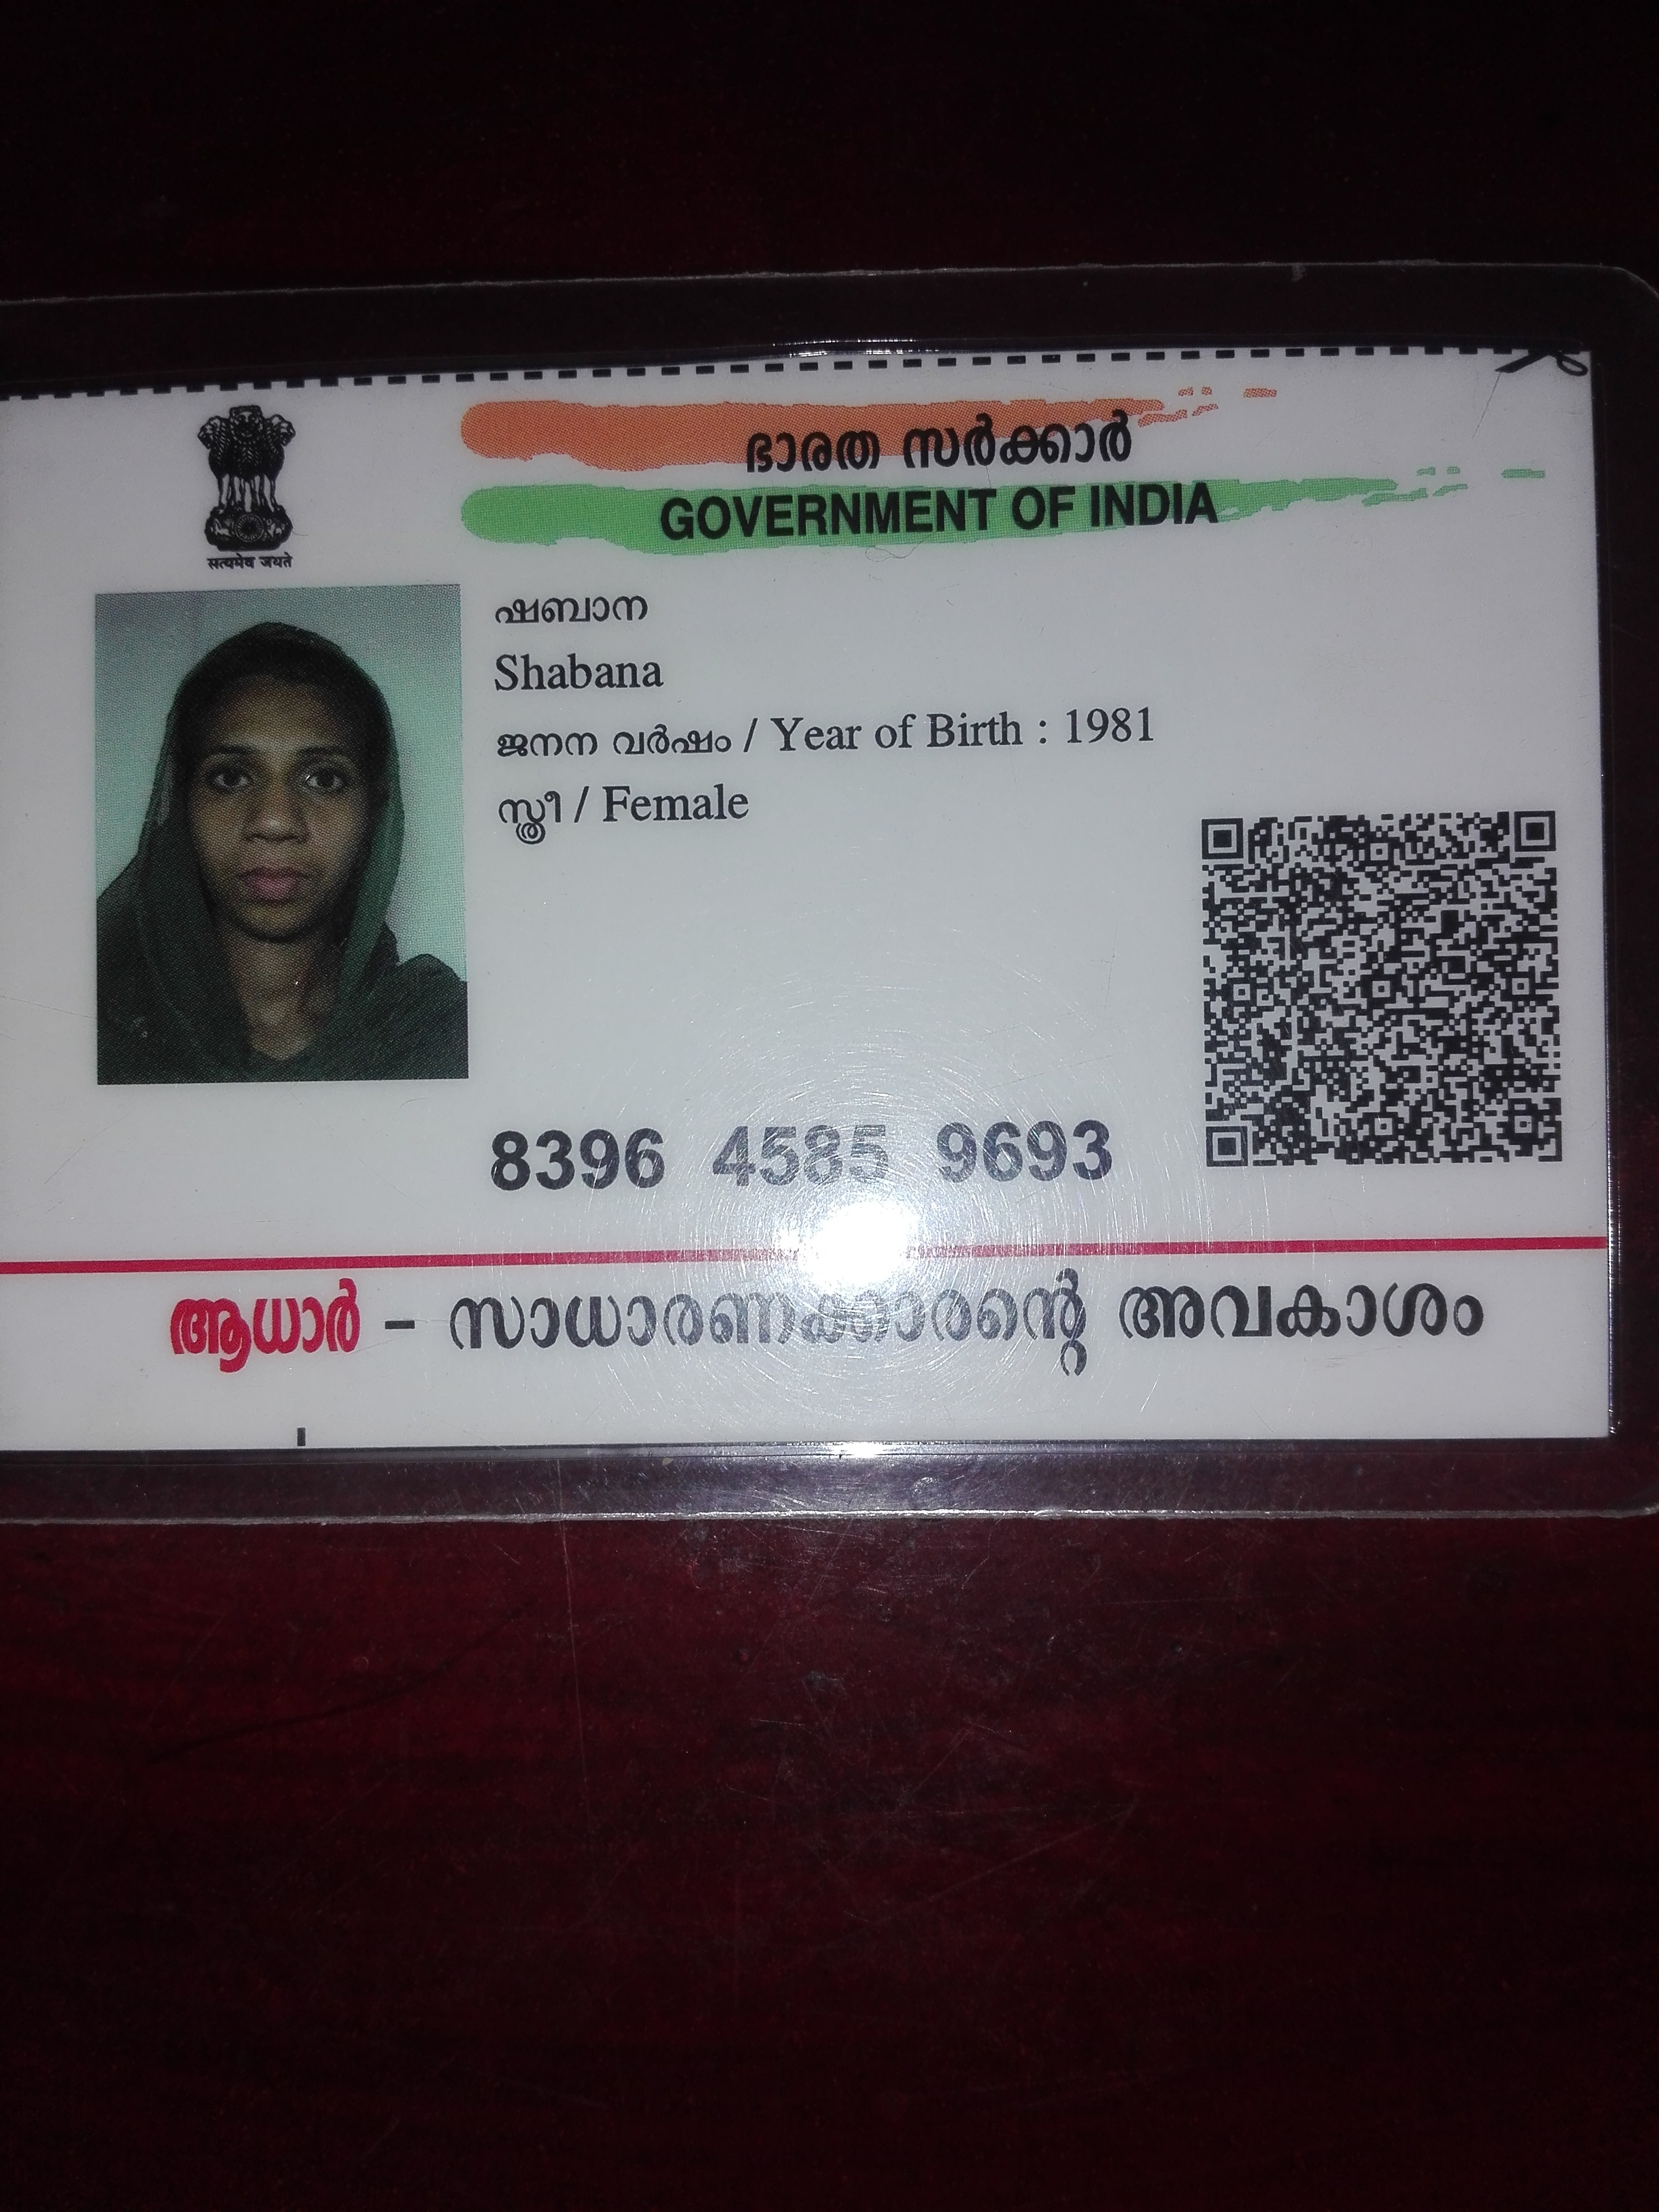 ഭാരത സർക്കാർ
GOVERNMENT OF INDIA
सत्यमेव जयते
ഷബാന
Shabana
ജനന വർഷം / Year of Birth : 1981
സ്ത്രീ / Female
8396 4585 9693
ആധാർ - സാധാരണക്കാരന്റെ അവകാശം